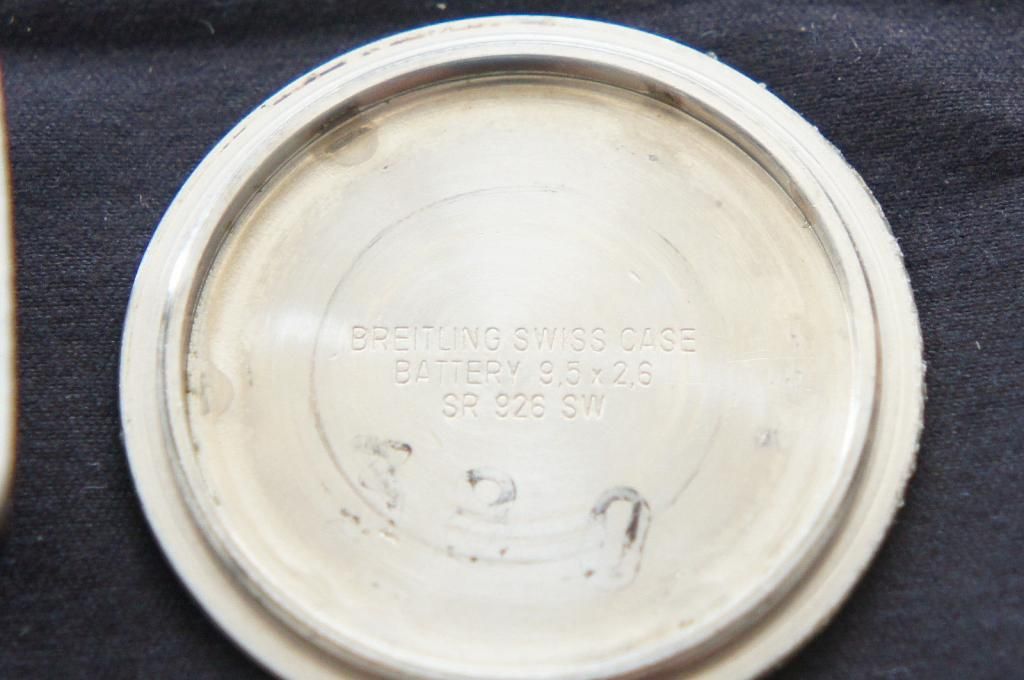 BREITLING SWISS CASE
BATTERY 9,5 x 2,6
SR 926 SW